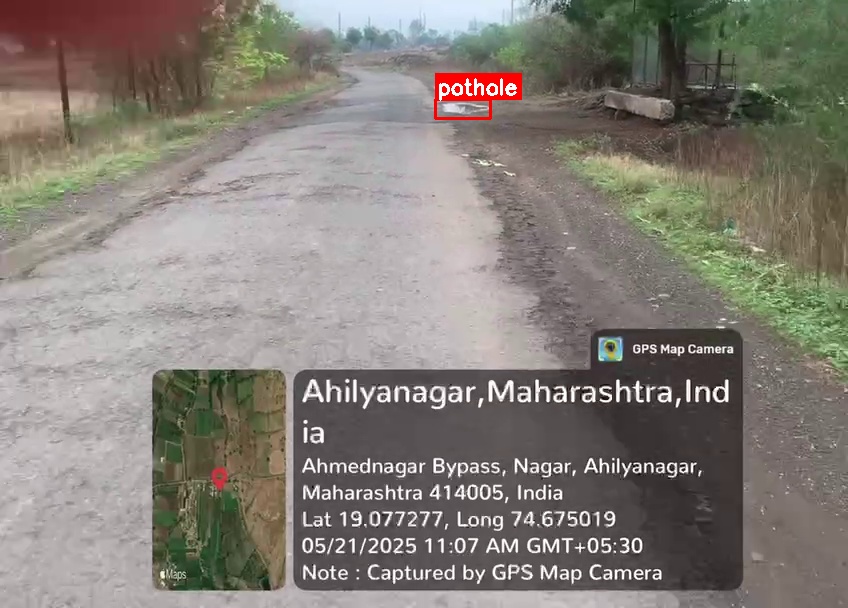 pothole
GPS Map Camera
Ahilyanagar,Maharashtra,Ind
ia
Ahmednagar Bypass, Nagar, Ahilyanagar,
Maharashtra 414005, India
Lat 19.077277, Long 74.675019
05/21/2025 11:07 AM GMT+05:30
Note : Captured by GPS Map Camera
Maps